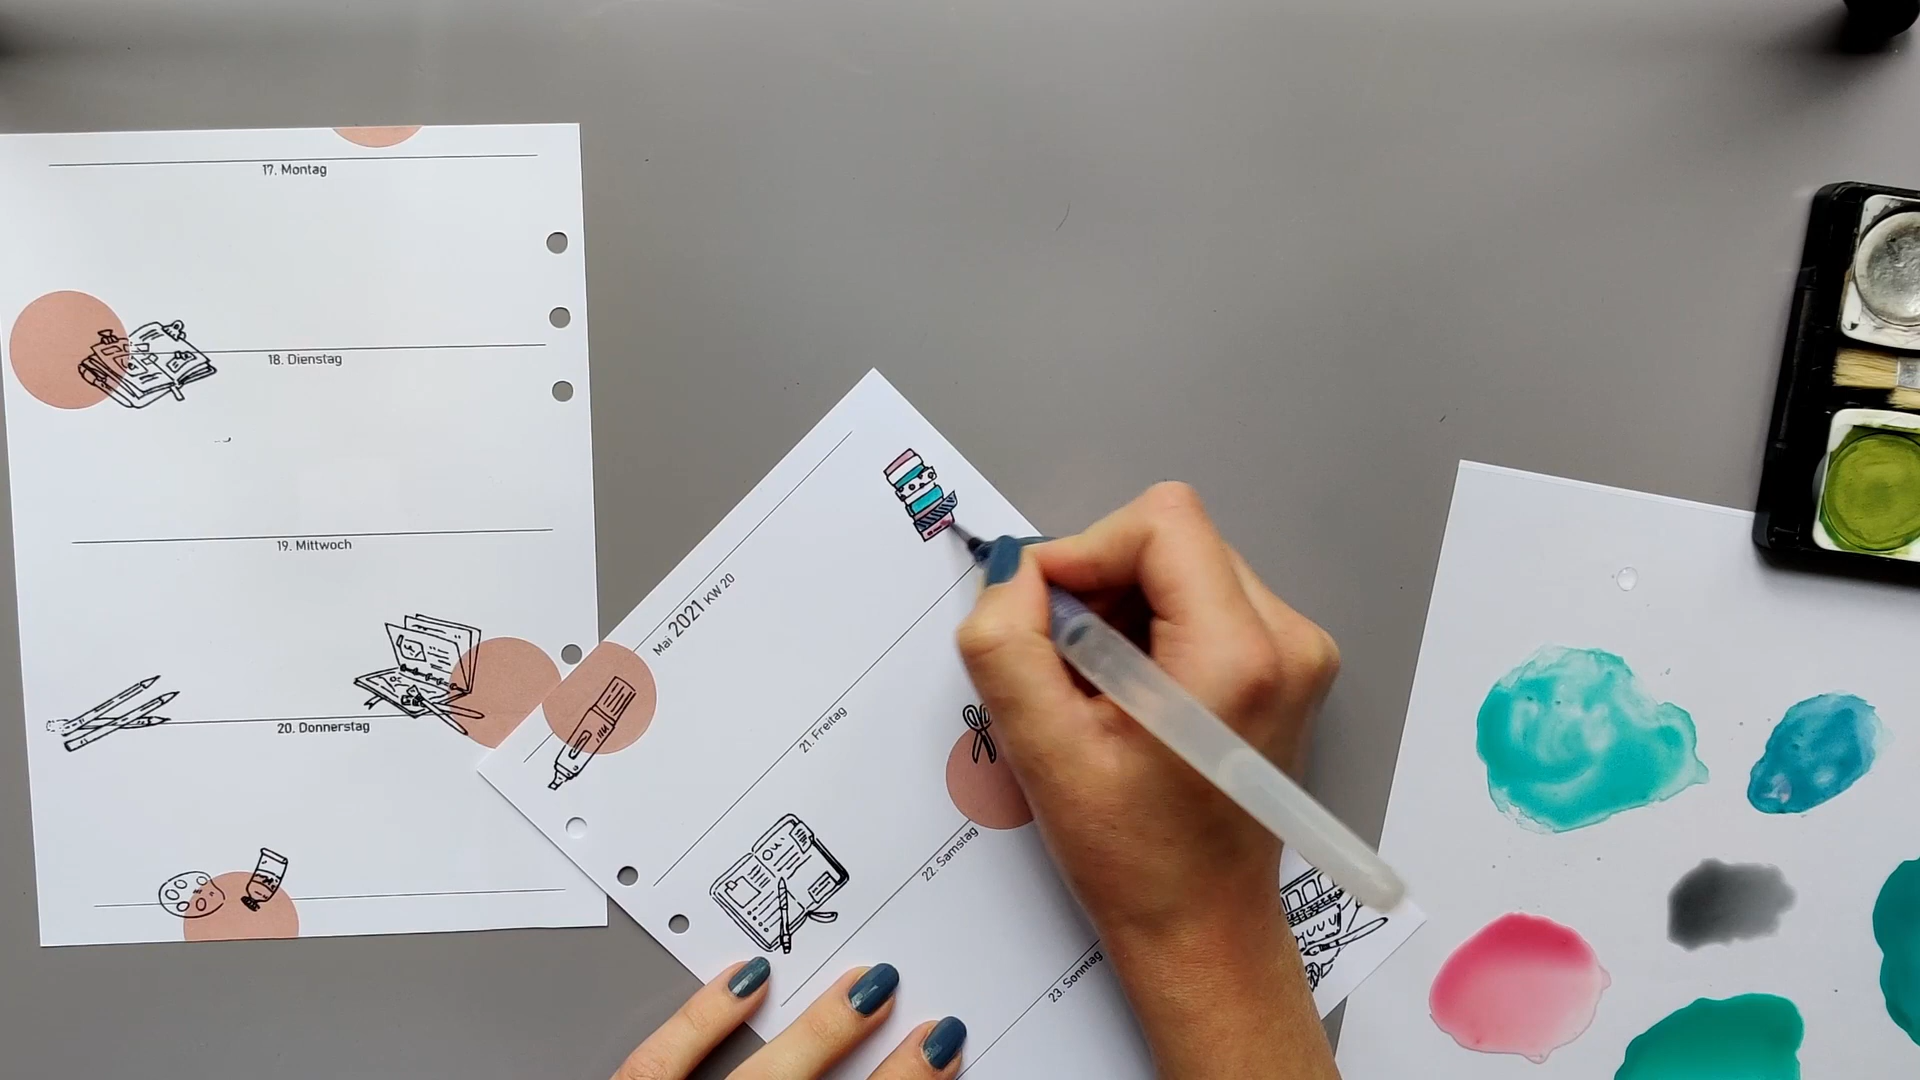 17. Montag
18. Dienstag
19. Mittwoch
20. Donnerstag
Mai 2021 KW 20
21. Freitag
22. Samstag
23. Sonntag